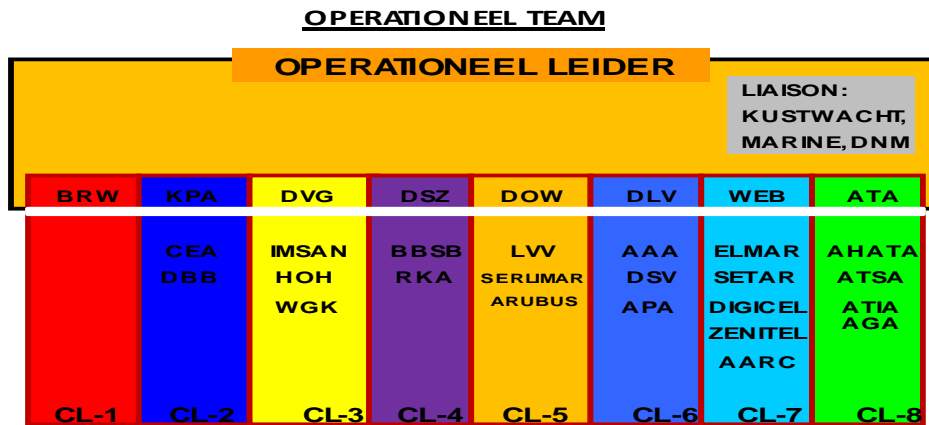 OPERATIONEEL TEAM
OPERATIONEEL LEIDER
LIAISON:
KUSTWACHT,
MARINE, DNM
BRW KPA DVG DSZ DOW DLV WEB ATA
CEA IMSAN BBSB LVV AAA ELMAR AHATA
DBB HOH RKA SERLIMAR DSV SETAR ATSA
WGK ARUBUS APA DIGICEL ATIA
ZENITEL AGA
AARC
CL-1 CL-2 CL-3 CL-4 CL-5 CL-6 CL-7 CL-8